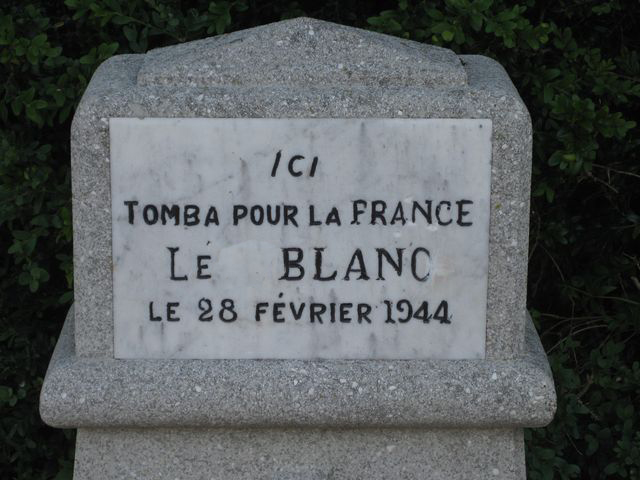 ICI
TOMBA POUR LA FRANCE
LÉ BLANC
LE 28 FÉVRIER 1944